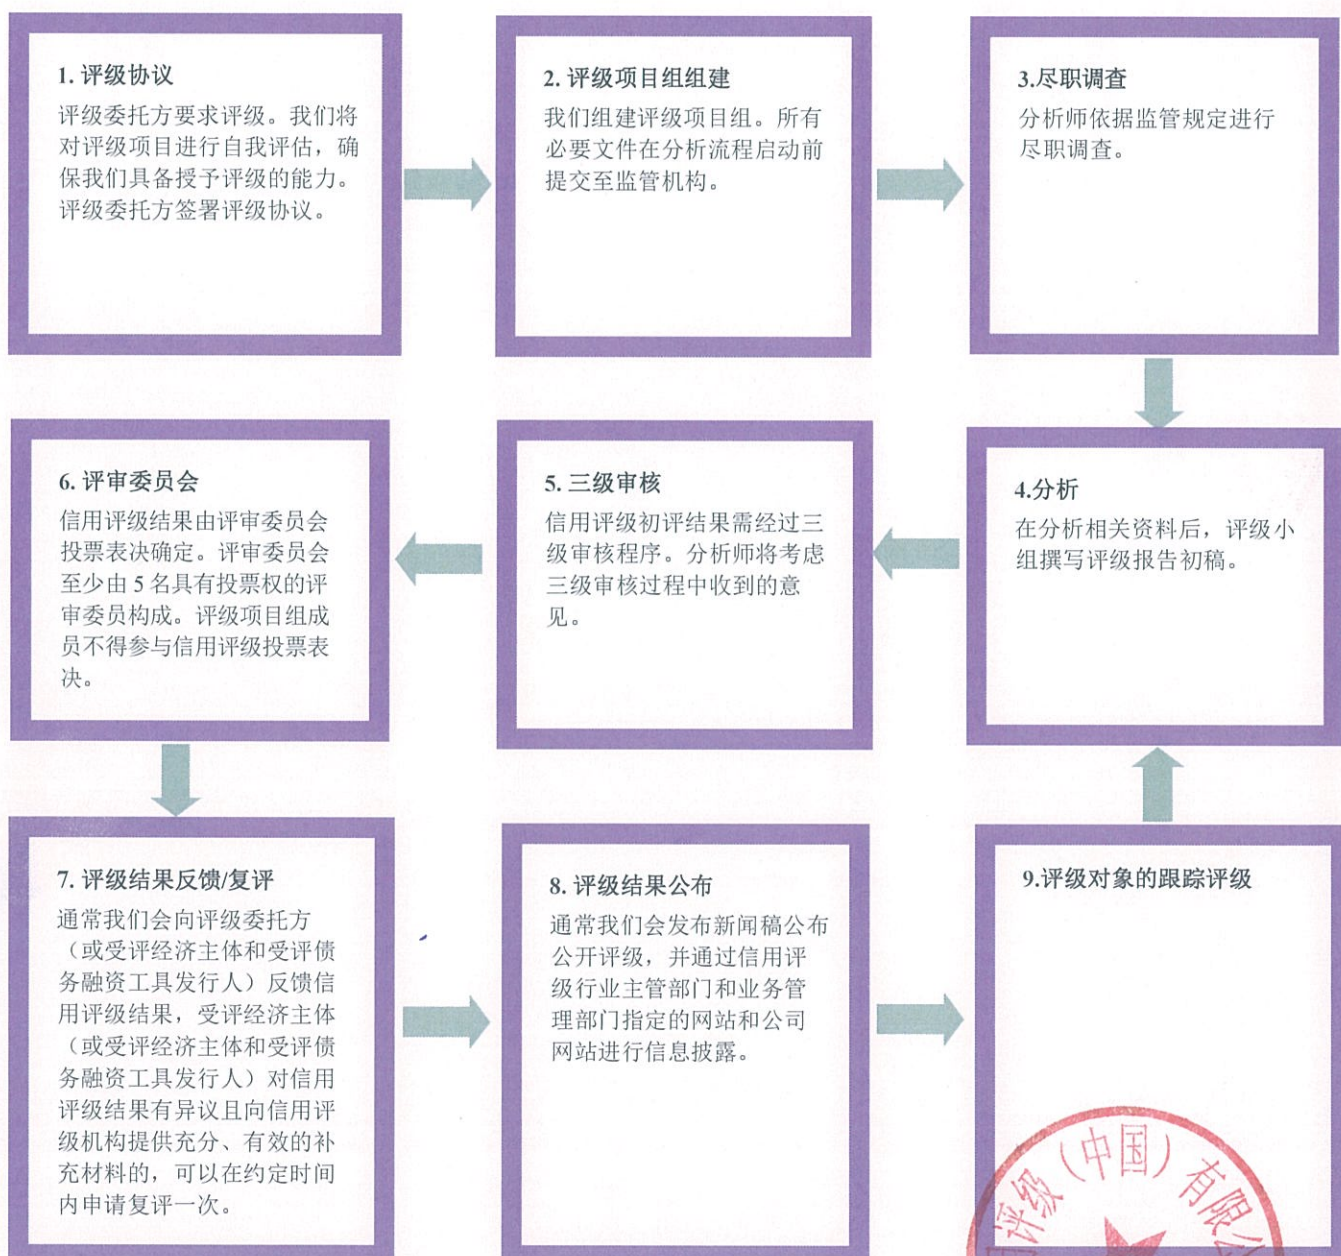 1. 评级协议
评级委托方要求评级。我们将
对评级项目进行自我评估，确
保我们具备授予评级的能力。
评级委托方签署评级协议。
2. 评级项目组组建
我们组建评级项目组。所有
必要文件在分析流程启动前
提交至监管机构。
3.尽职调查
分析师依据监管规定进行
尽职调查。
4.分析
在分析相关资料后，评级小
组撰写评级报告初稿。
5. 三级审核
信用评级初评结果需经过三
级审核程序。分析师将考虑
三级审核过程中收到的意
见。
6. 评审委员会
信用评级结果由评审委员会
投票表决确定。评审委员会
至少由 5 名具有投票权的评
审委员构成。评级项目组成
员不得参与信用评级投票表
决。
7. 评级结果反馈/复评
通常我们会向评级委托方
（或受评经济主体和受评债
务融资工具发行人）反馈信
用评级结果，受评经济主体
（或受评经济主体和受评债
务融资工具发行人）对信用
评级结果有异议且向信用评
级机构提供充分、有效的补
充材料的，可以在约定时间
内申请复评一次。
8. 评级结果公布
通常我们会发布新闻稿公布
公开评级，并通过信用评
级行业主管部门和业务管
理部门指定的网站和公司
网站进行信息披露。
9.评级对象的跟踪评级
评级（中国）有限公